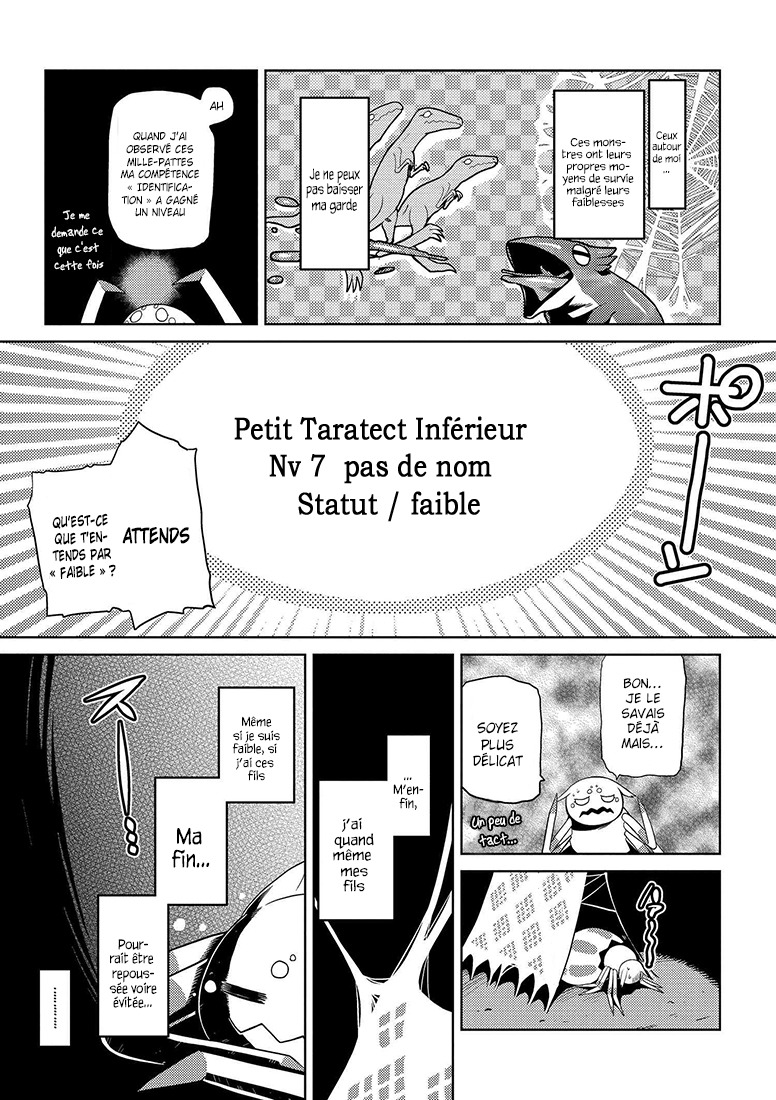 Ceux
autour
de moi
...
Ces mons-
tres ont leurs
propres mo-
yens de survie
malgré leurs
faiblesses
Je ne peux
pas baisser
ma garde
AH
QUAND J'AI
OBSERVÉ CES
MILLE-PATTES
MA COMPÉTENCE
« IDENTIFICA-
TION » A GAGNÉ
UN NIVEAU
Je me
demande ce
que c'est
cette fois
ポーン
Petit Taratect Inférieur
Nv 7 pas de nom
Statut / faible
ATTENDS
QU'EST-CE
QUE T'EN-
TENDS PAR
« FAIBLE » ?
BON...
JE LE
SAVAIS
DÉJÀ
MAIS...
SOYEZ
PLUS
DÉLICAT
Un peu de
tact...
...
M'en-
fin,
j'ai
quand
même
mes
fils
Même
si je suis
faible, si
j'ai ces
fils
Ma
fin...
Pour-
rait être
repous-
sée voire
évitée...
スー...
............